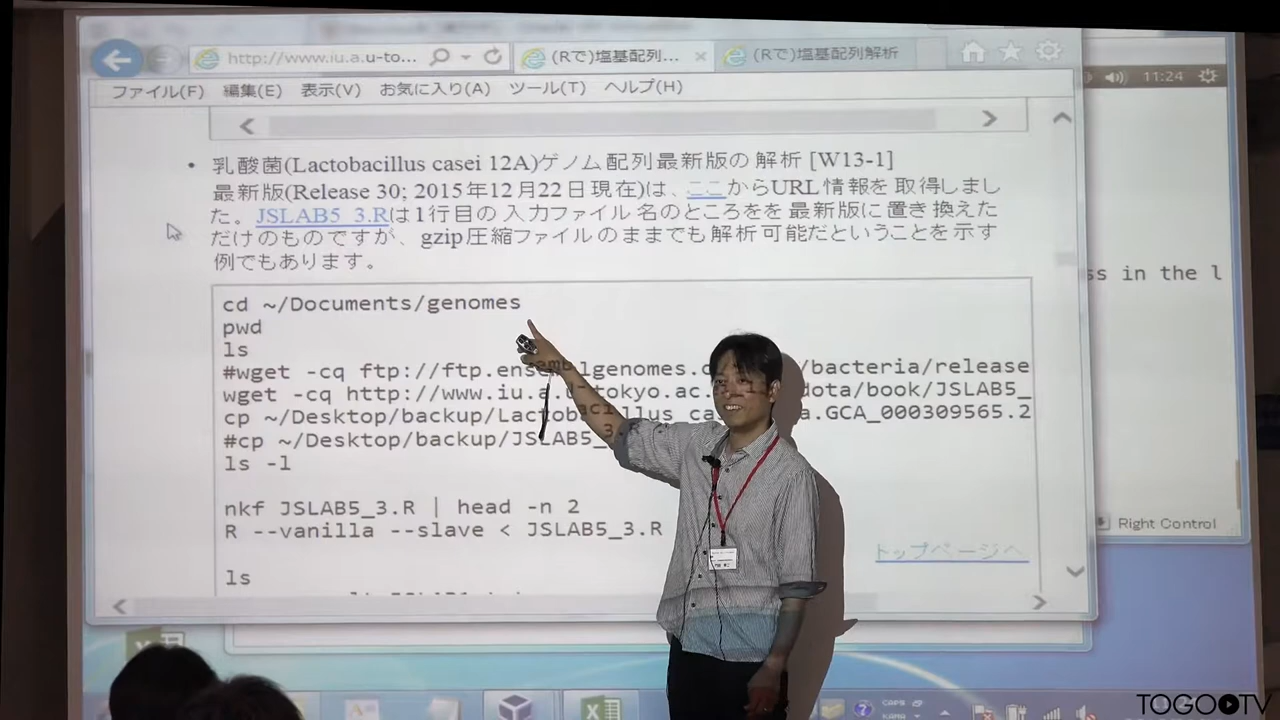 http://www.iu.a.u-to...
(Rで)塩基配列...
(Rで)塩基配列解析
11:24
ファイル(F) 編集(E) 表示(V) お気に入り(A) ツール(T) ヘルプ(H)
• 乳酸菌(Lactobacillus casei 12A)ゲノム配列最新版の解析 [W13-1]
最新版(Release 30; 2015年12月22日現在)は、ここからURL情報を取得しまし
た。JSLAB5_3.Rは1行目の入力ファイル名のところをを最新版に置き換えた
だけのものですが、gzip圧縮ファイルのままでも解析可能だということを示す
例でもあります。
ss in the l
cd ~/Documents/genomes
pwd
ls
#wget -cq ftp://ftp.ensemblgenomes. /bacteria/release
wget -cq http://www.iu.a.u-tokyo.ac. dota/book/JSLAB5_
cp ~/Desktop/backup/Lactobacillus_ca a.GCA_000309565.2
#cp ~/Desktop/backup/JSLAB5_3.R
ls -l
nkf JSLAB5_3.R | head -n 2
R --vanilla --slave < JSLAB5_3.R
Right Control
トップページへ
ls
CAPS
KANA
TOGOTV